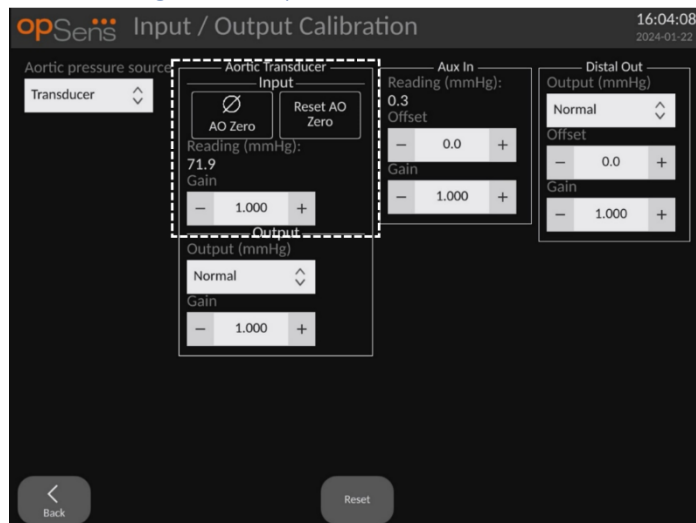 opSens Input / Output Calibration
16:04:08
2024-01-22
Aortic pressure source
Transducer
Aortic Transducer
Input
AO Zero
Reset AO
Zero
Reading (mmHg):
71.9
Gain
− 1.000 +
Output
Output (mmHg)
Normal
Gain
− 1.000 +
Aux In
Reading (mmHg):
0.3
Offset
− 0.0 +
Gain
− 1.000 +
Distal Out
Output (mmHg)
Normal
Offset
− 0.0 +
Gain
− 1.000 +
Back
Reset